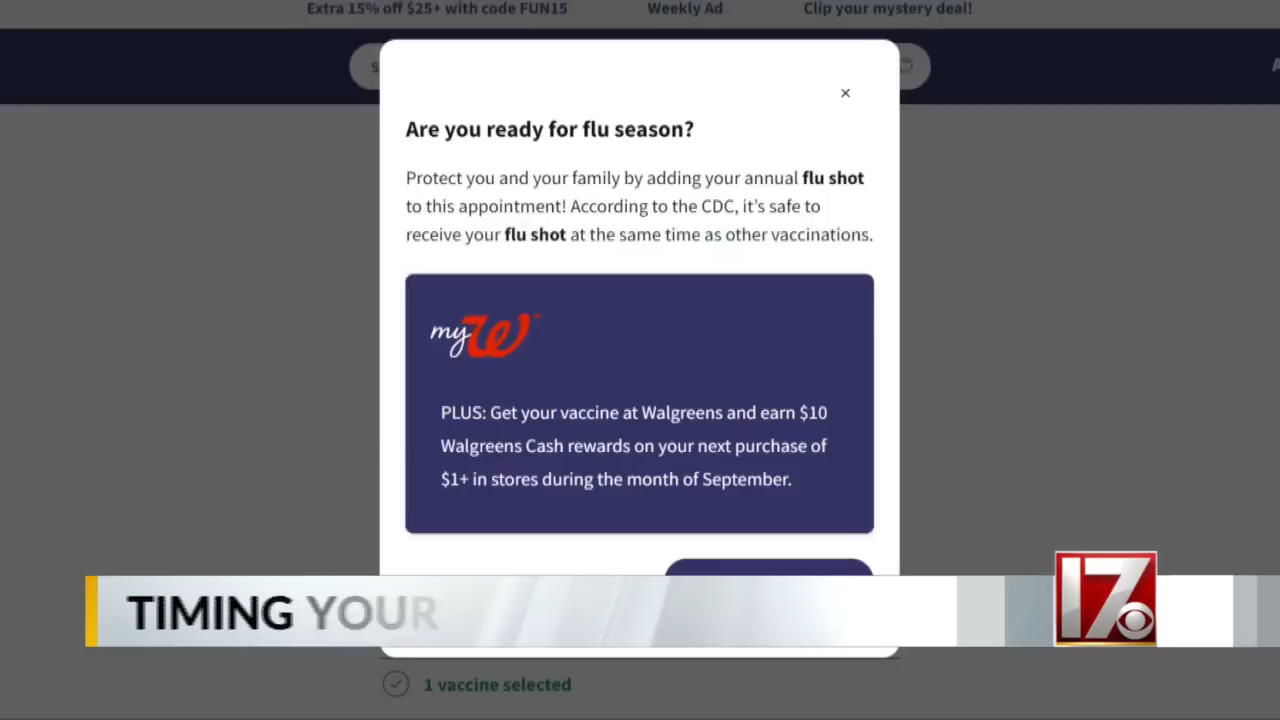 Extra 15% off $25+ with code FUN15 Weekly Ad Clip your mystery deal!
×
Are you ready for flu season?
Protect you and your family by adding your annual flu shot
to this appointment! According to the CDC, it's safe to
receive your flu shot at the same time as other vaccinations.
myW
PLUS: Get your vaccine at Walgreens and earn $10
Walgreens Cash rewards on your next purchase of
$1+ in stores during the month of September.
TIMING YOUR
17
1 vaccine selected